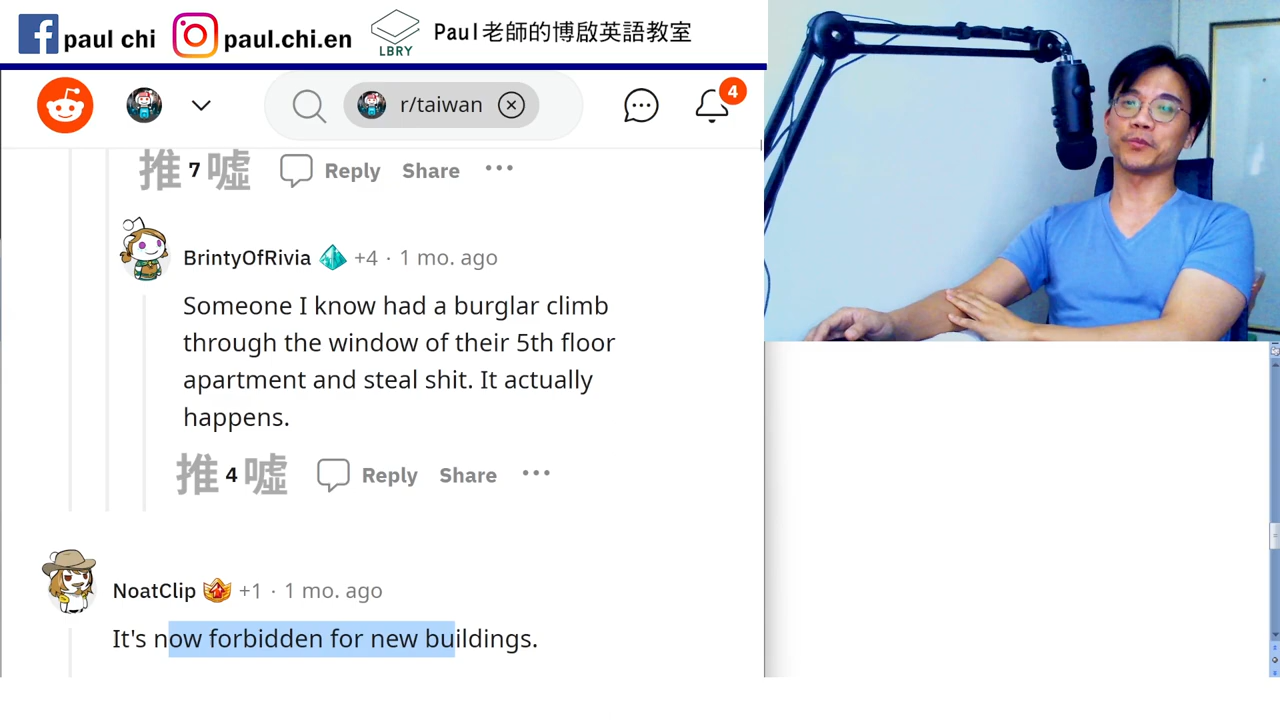 paul chi
paul.chi.en
LBRY
Paul老師的博啟英語教室
r/taiwan
4
推 7 噓 Reply Share
BrintyOfRivia +4 · 1 mo. ago
Someone I know had a burglar climb
through the window of their 5th floor
apartment and steal shit. It actually
happens.
推 4 噓 Reply Share
NoatClip +1 · 1 mo. ago
It's now forbidden for new buildings.